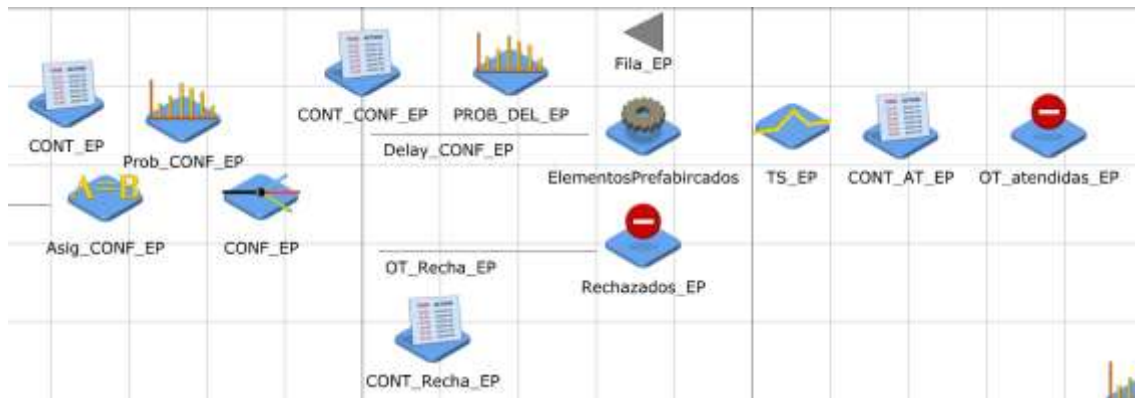 Fila_EP
CONT_CONF_EP
PROB_DEL_EP
CONT_EP
Prob_CONF_EP
Delay_CONF_EP
ElementosPrefabircados
TS_EP
CONT_AT_EP
OT_atendidas_EP
A=B
Asig_CONF_EP
CONF_EP
OT_Recha_EP
Rechazados_EP
CONT_Recha_EP